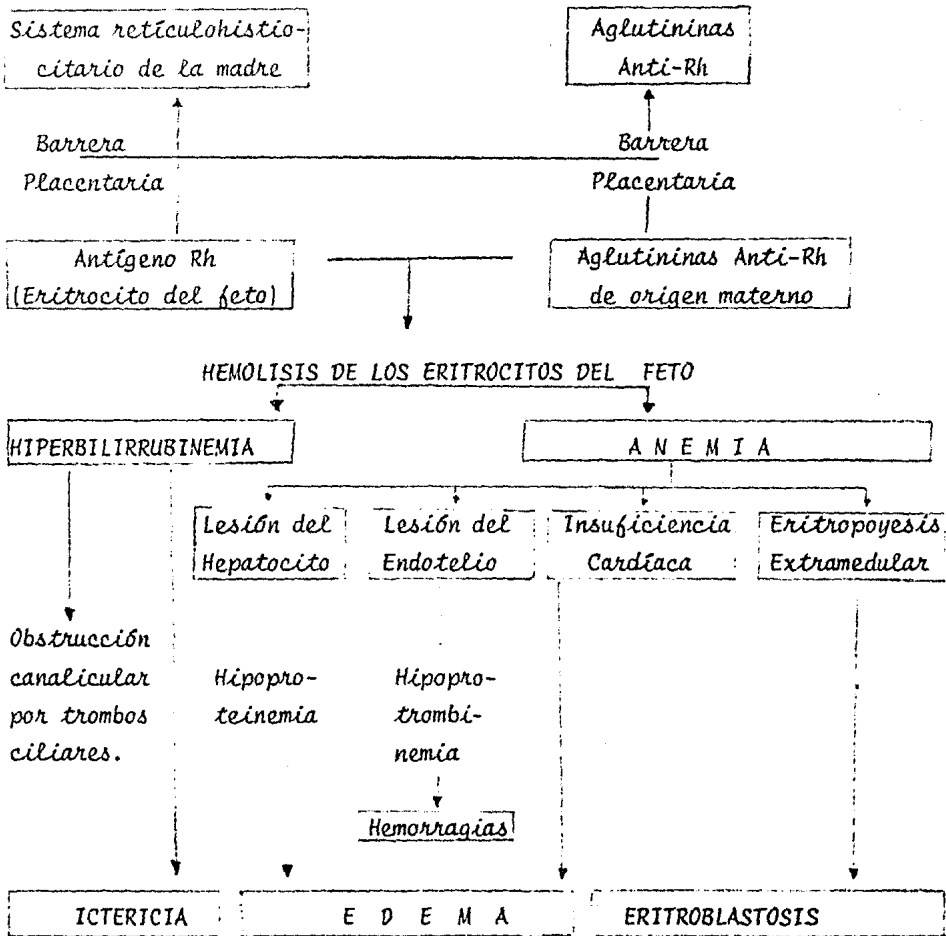 Sistema retículohistio-
citario de la madre
Aglutininas
Anti-Rh
Barrera
Placentaria
Barrera
Placentaria
Antígeno Rh
(Eritrocito del feto)
Aglutininas Anti-Rh
de origen materno
HEMOLISIS DE LOS ERITROCITOS DEL FETO
HIPERBILIRRUBINEMIA
A N E M I A
Lesión del
Hepatocito
Lesión del
Endotelio
Insuficiencia
Cardíaca
Eritropoyesis
Extramedular
Obstrucción
canalicular
por trombos
ciliares.
Hipopro-
teinemia
Hipopro-
trombi-
nemia
Hemorragias
ICTERICIA
E D E M A
ERITROBLASTOSIS